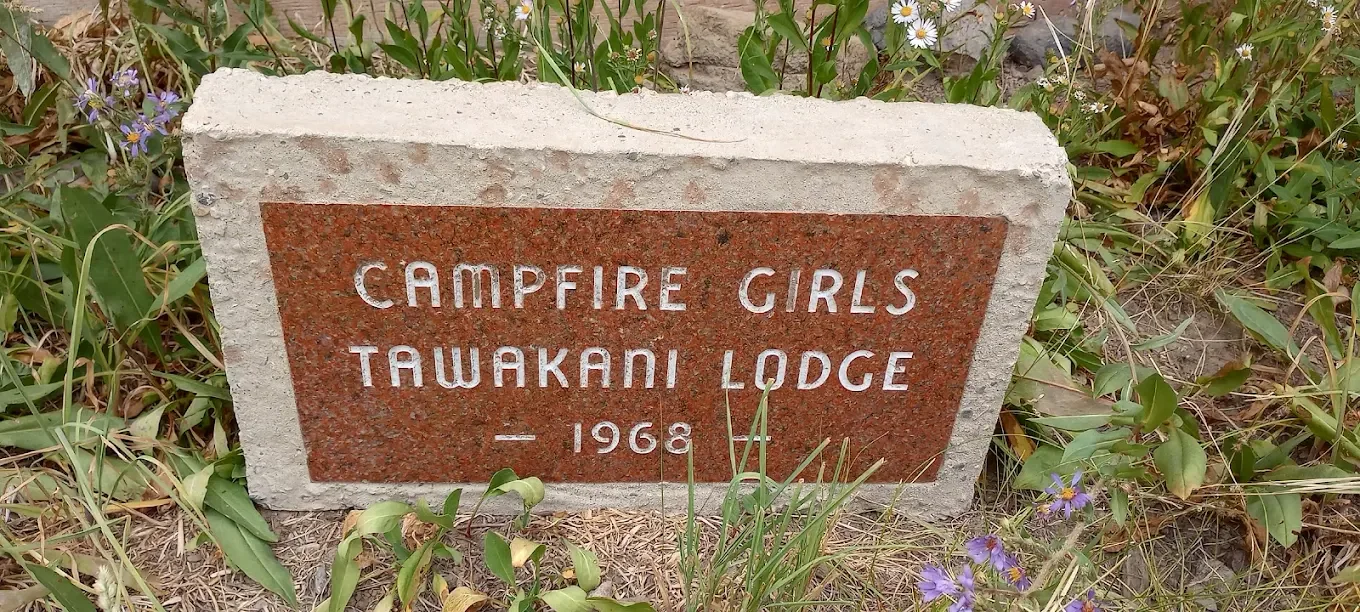 CAMPFIRE GIRLS
TAWAKANI LODGE
— 1968 —